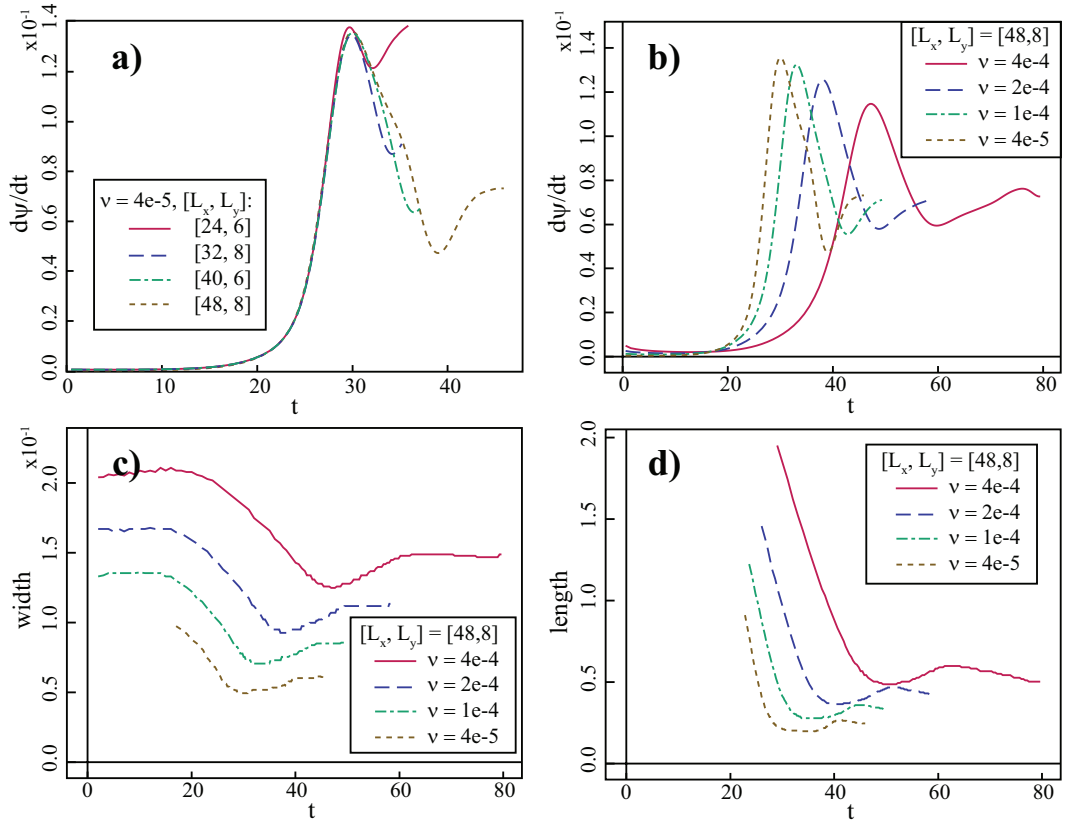 a)
x10⁻¹
dψ/dt
1.4
1.2
1.0
0.8
0.6
0.4
0.2
0.0
ν = 4e-5, [Lₓ, Lᵧ]:
[24, 6]
[32, 8]
[40, 6]
[48, 8]
0 10 20 30 40
t
b)
x10⁻¹
dψ/dt
1.4
1.2
1.0
0.8
0.6
0.4
0.2
0.0
[Lₓ, Lᵧ] = [48,8]
ν = 4e-4
ν = 2e-4
ν = 1e-4
ν = 4e-5
0 20 40 60 80
t
c)
x10⁻¹
width
2.0
1.5
1.0
0.5
0.0
[Lₓ, Lᵧ] = [48,8]
ν = 4e-4
ν = 2e-4
ν = 1e-4
ν = 4e-5
0 20 40 60 80
t
d)
length
2.0
1.5
1.0
0.5
0.0
[Lₓ, Lᵧ] = [48,8]
ν = 4e-4
ν = 2e-4
ν = 1e-4
ν = 4e-5
0 20 40 60 80
t